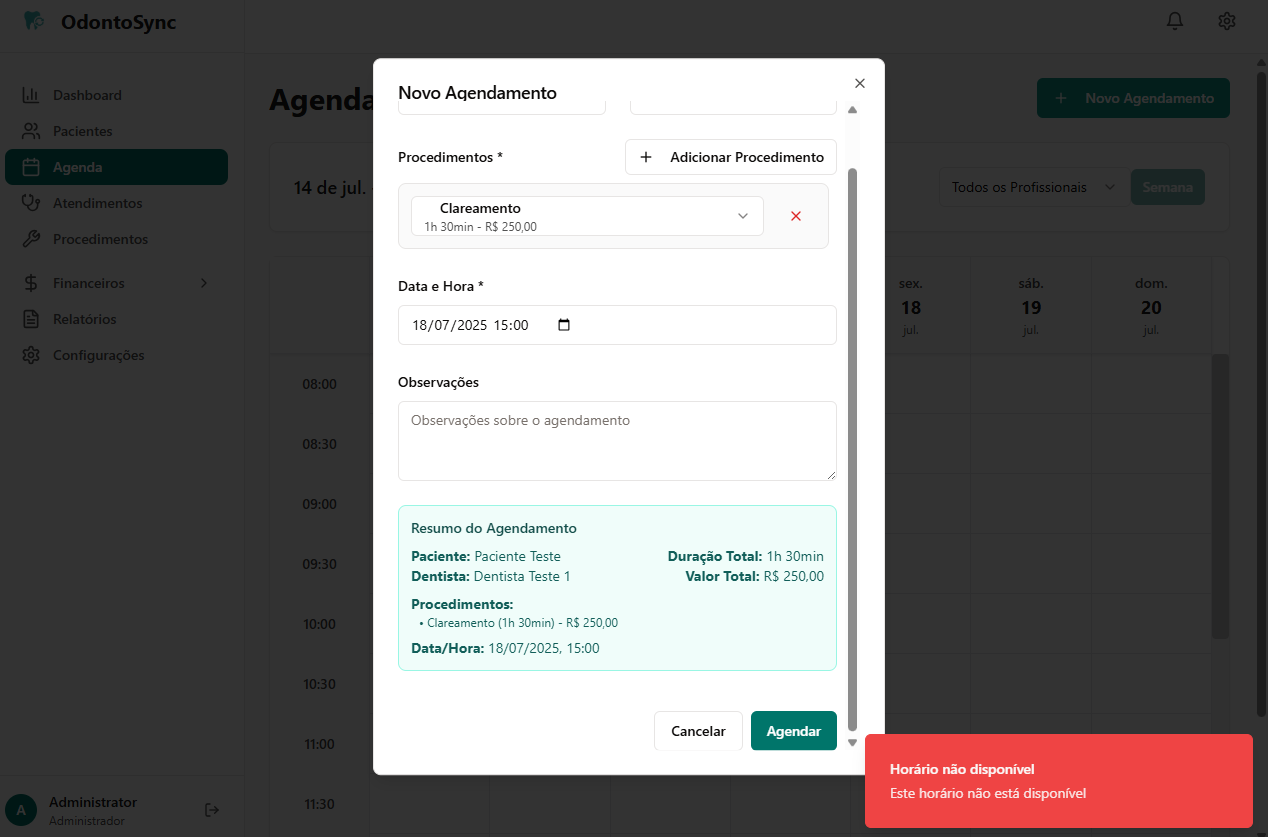 OdontoSync
Dashboard
Pacientes
Agenda
Atendimentos
Procedimentos
Financeiros
Relatórios
Configurações
A
Administrator
Administrador
Agenda
Novo Agendamento
14 de jul.
Todos os Profissionais
Semana
sex.
18
jul.
sáb.
19
jul.
dom.
20
jul.
08:00
08:30
09:00
09:30
10:00
10:30
11:00
11:30
Novo Agendamento
Procedimentos *
Adicionar Procedimento
Clareamento
1h 30min - R$ 250,00
Data e Hora *
18/07/2025 15:00
Observações
Observações sobre o agendamento
Resumo do Agendamento
Paciente: Paciente Teste
Duração Total: 1h 30min
Dentista: Dentista Teste 1
Valor Total: R$ 250,00
Procedimentos:
• Clareamento (1h 30min) - R$ 250,00
Data/Hora: 18/07/2025, 15:00
Cancelar
Agendar
Horário não disponível
Este horário não está disponível